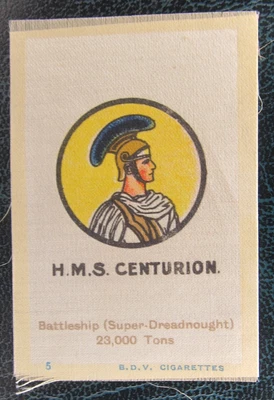 H.M.S. CENTURION.
Battleship (Super-Dreadnought)
23,000 Tons
5 B.D.V. CIGARETTES